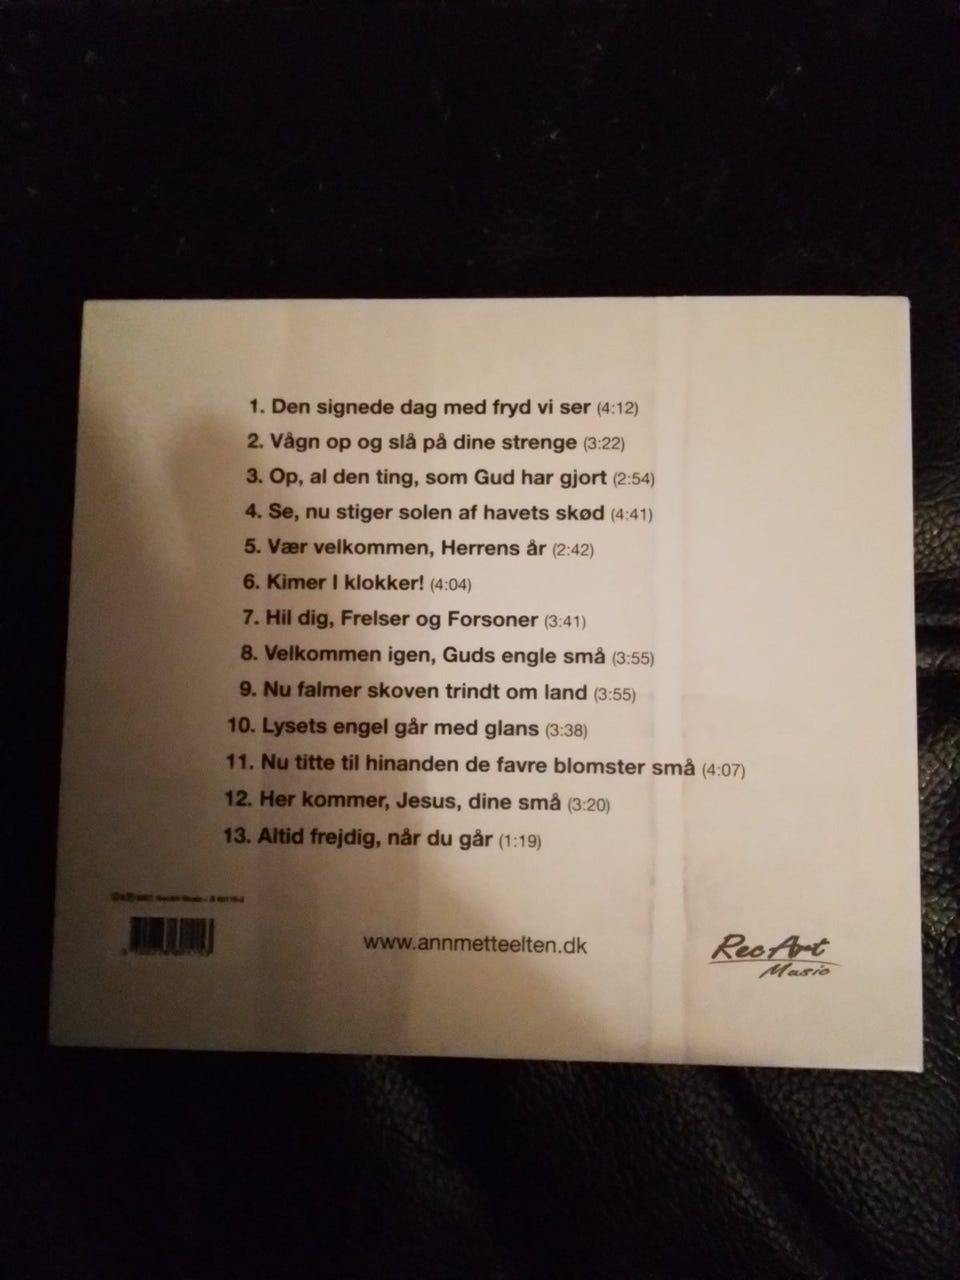 1. Den signede dag med fryd vi ser (4:12)
2. Vågn op og slå på dine strenge (3:22)
3. Op, al den ting, som Gud har gjort (2:54)
4. Se, nu stiger solen af havets skød (4:41)
5. Vær velkommen, Herrens år (2:42)
6. Kimer I klokker! (4:04)
7. Hil dig, Frelser og Forsoner (3:41)
8. Velkommen igen, Guds engle små (3:55)
9. Nu falmer skoven trindt om land (3:55)
10. Lysets engel går med glans (3:38)
11. Nu titte til hinanden de favre blomster små (4:07)
12. Her kommer, Jesus, dine små (3:20)
13. Altid frejdig, når du går (1:19)
www.annmetteelten.dk
RecArt
Music